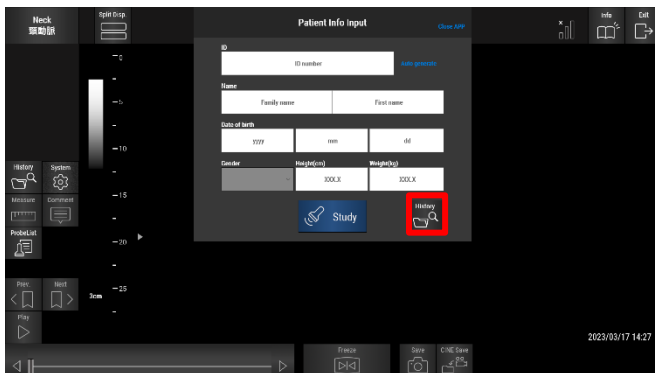 Neck
頸動脈
Split Disp.
Patient Info Input
Close APP
Info
Exit
ID
ID number
Auto generate
Name
Family name
First name
Date of birth
yyyy
mm
dd
Gender
Height(cm)
Weight(kg)
XXX.X
XXX.X
Study
History
0
5
10
15
20
25
3cm
History
System
Measure
Comment
ProbeList
Prev.
Next
Play
Freeze
Save
CINE Save
2023/03/17 14:27